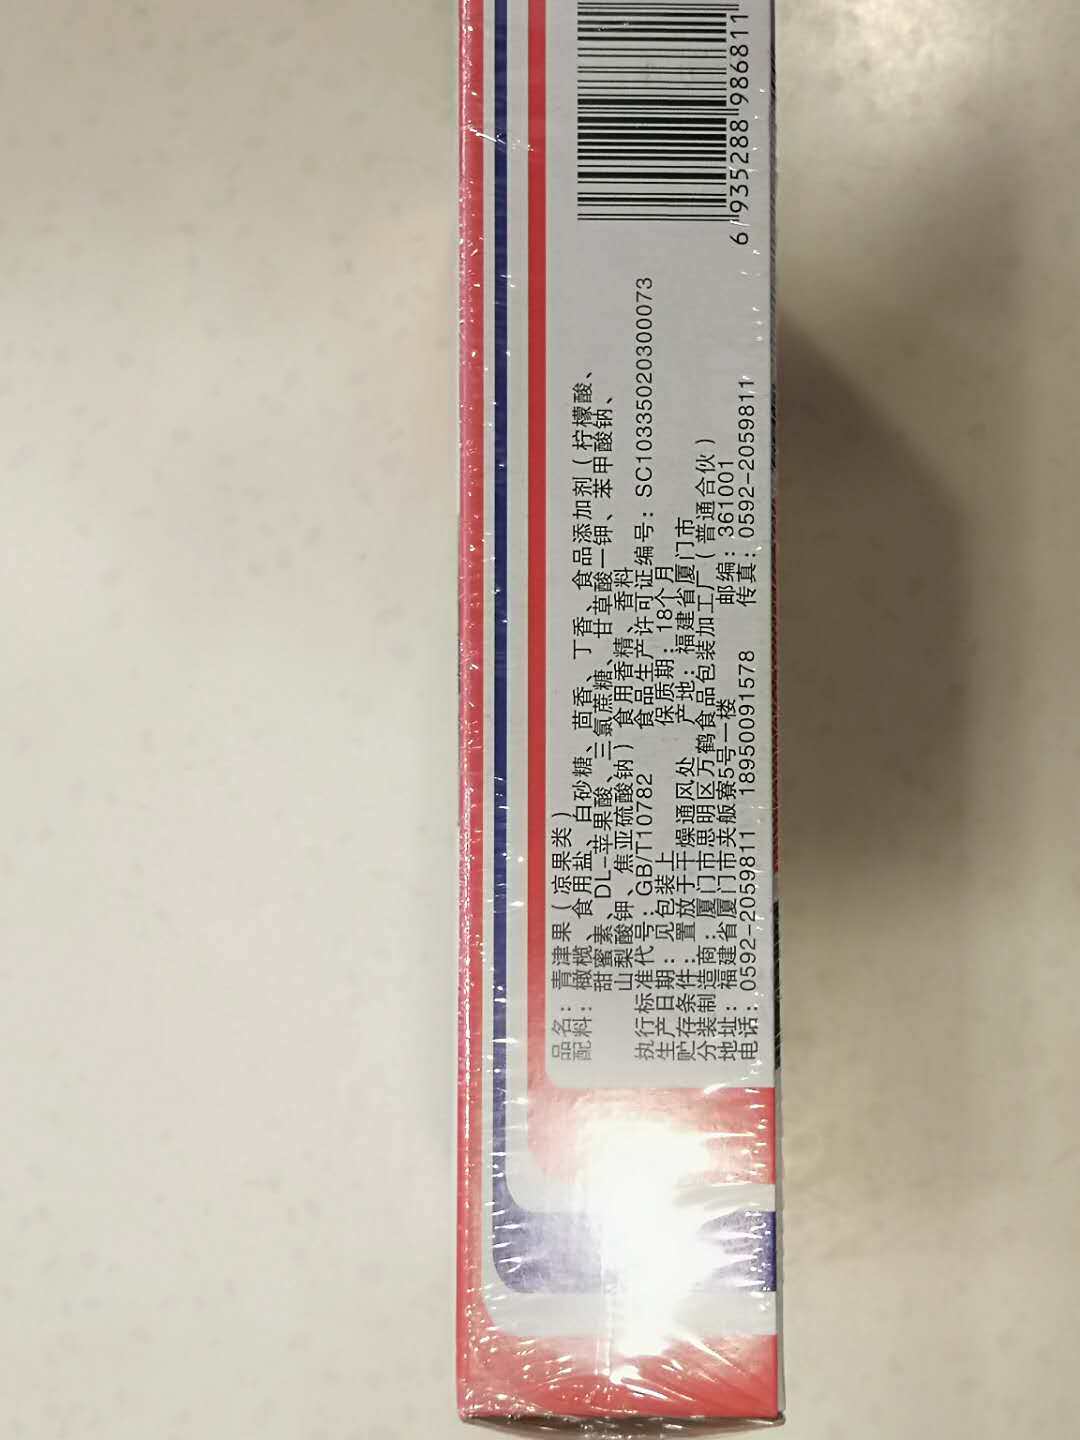 品名：青津果（凉果类）
配料：橄榄、食用盐、白砂糖、茴香、丁香、食品添加剂（柠檬酸、
甜蜜素、DL-苹果酸、三氯蔗糖、甘草酸一钾、苯甲酸钠、
山梨酸钾、焦亚硫酸钠）食用香精、香料
执行标准代号：GB/T10782 食品生产许可证编号：SC10335020300073
生产日期：见包装上 保质期：18个月
贮存条件：置放于干燥通风处 产地：福建省厦门市
分装制造商：厦门市思明区万鹤食品包装加工厂（普通合伙）
地址：福建省厦门市夹舨寮5号一楼 邮编：361001
电话：0592-2059811 18950091578 传真：0592-2059811
6 935288 986811